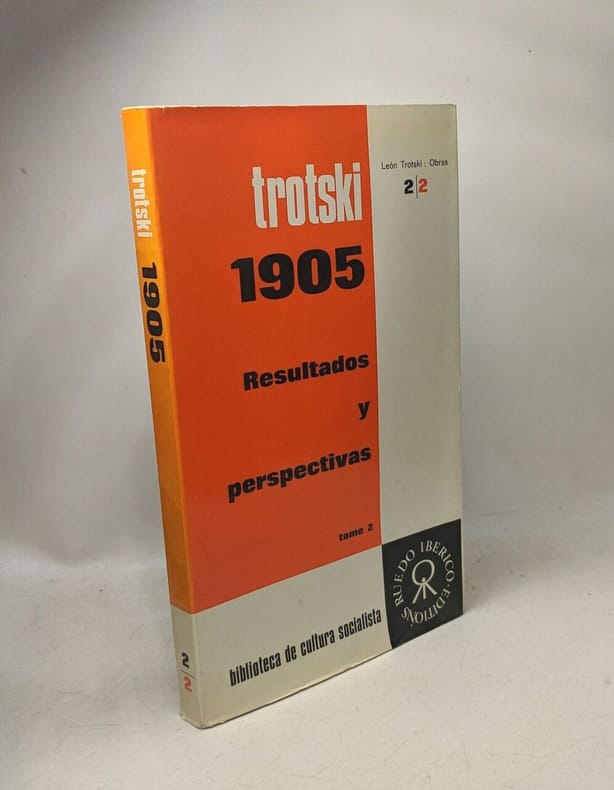 trotski
1905
Resultados
y
perspectivas
tomo 2
León Trotski : Obras
2|2
biblioteca de cultura socialista
RUEDO IBERICO · EDITIONS
trotski 1905
2
2